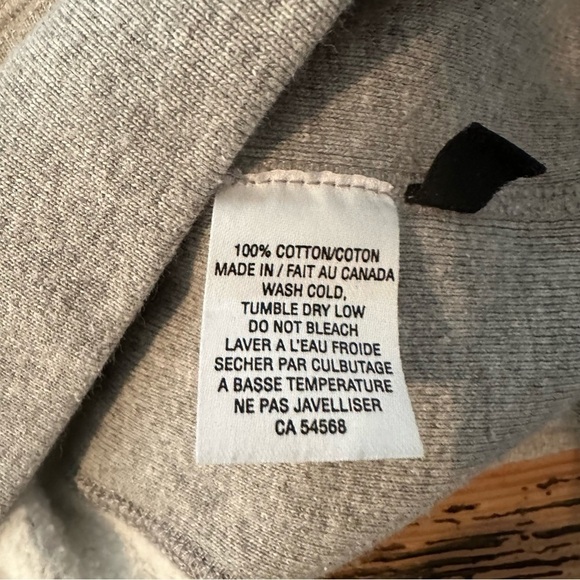 100% COTTON/COTON
MADE IN / FAIT AU CANADA
WASH COLD,
TUMBLE DRY LOW
DO NOT BLEACH
LAVER A L'EAU FROIDE
SECHER PAR CULBUTAGE
A BASSE TEMPERATURE
NE PAS JAVELLISER
CA 54568